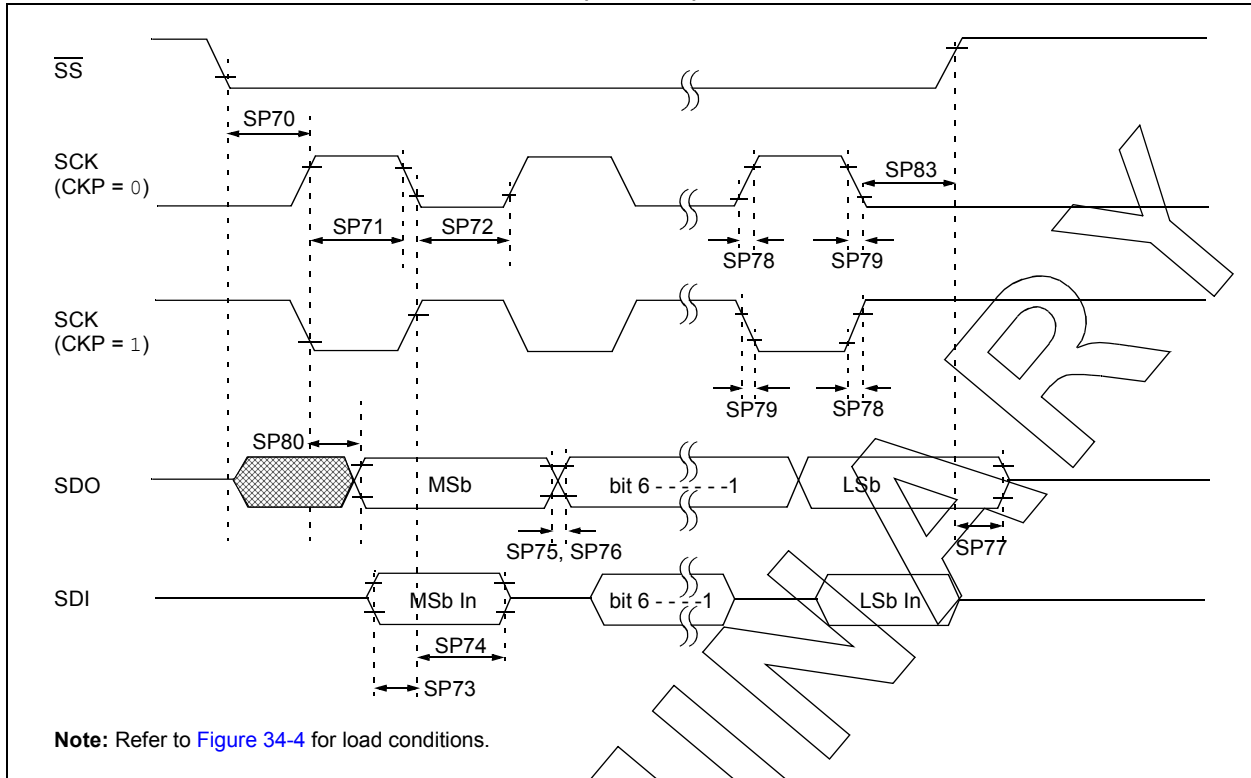 SS
SP70
SCK
(CKP = 0)
SP83
SP71
SP72
SP78
SP79
SCK
(CKP = 1)
SP79
SP78
SP80
SDO
MSb
bit 6 - - - - - -1
LSb
SP75, SP76
SP77
SDI
MSb In
bit 6 - - - -1
LSb In
SP74
SP73
Note: Refer to Figure 34-4 for load conditions.
INARY